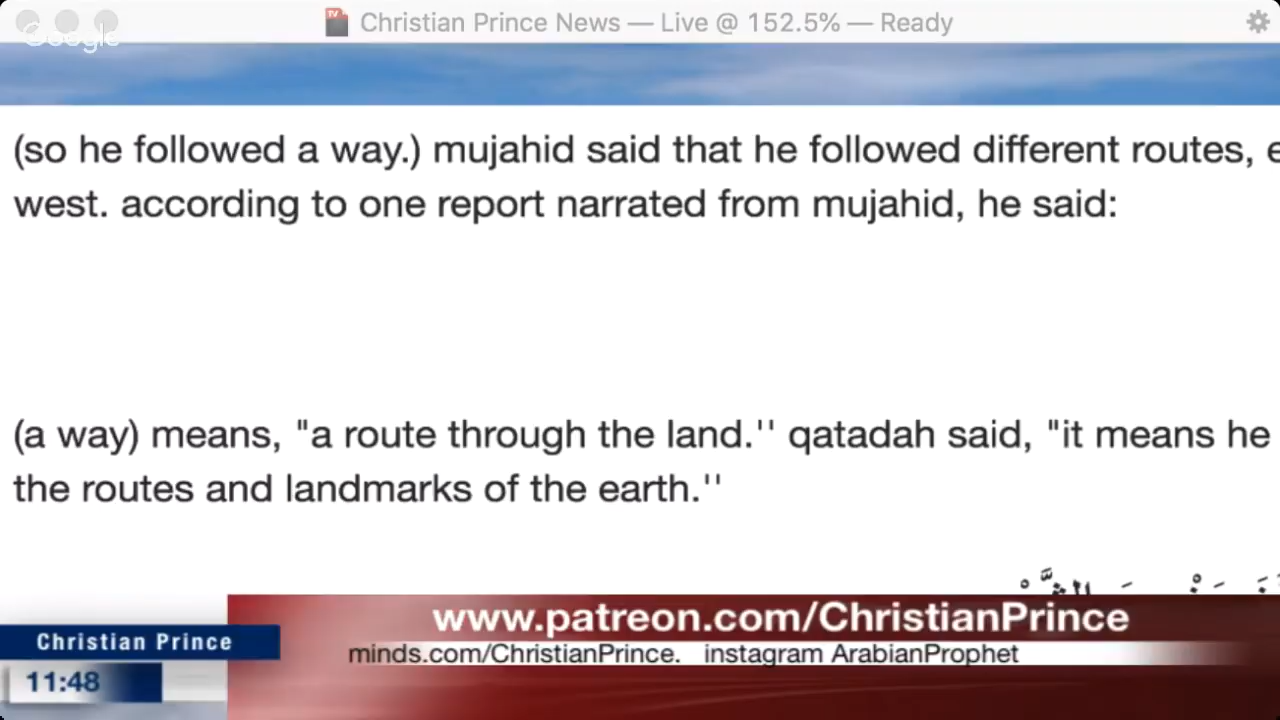 Christian Prince News — Live @ 152.5% — Ready
Google
(so he followed a way.) mujahid said that he followed different routes,
west. according to one report narrated from mujahid, he said:
(a way) means, "a route through the land.'' qatadah said, "it means he
the routes and landmarks of the earth.''
www.patreon.com/ChristianPrince
Christian Prince
minds.com/ChristianPrince. instagram ArabianProphet
11:48